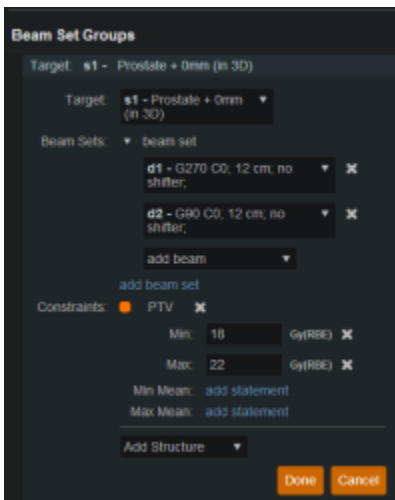 Beam Set Groups
Target: s1 - Prostate + 0mm (in 3D)
Target: s1 - Prostate + 0mm
(in 3D)
Beam Sets: beam set
d1 - G270 C0; 12 cm; no
shifter;
d2 - G90 C0; 12 cm; no
shifter;
add beam
add beam set
Constraints: PTV
Min: 18 Gy(RBE)
Max: 22 Gy(RBE)
Min Mean: add statement
Max Mean: add statement
Add Structure
Done Cancel